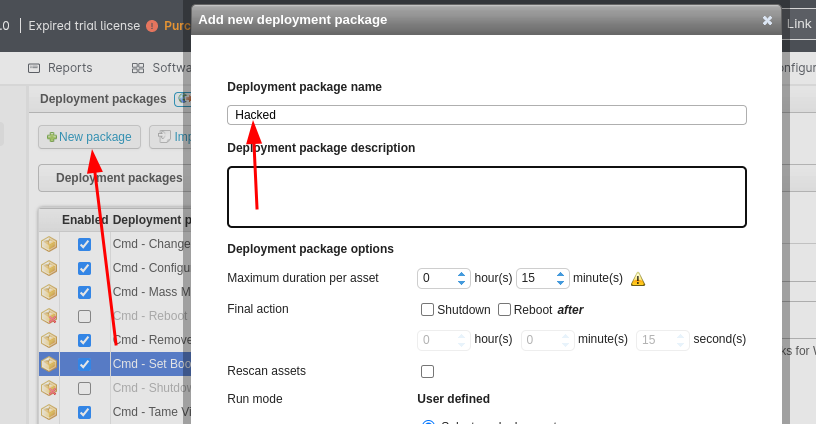 Add new deployment package
.0 | Expired trial license Purc
Link
Reports
Softwa
onfigur
Deployment packages
New package
Imp
Deployment packages
Enabled Deployment p
Cmd - Change
Cmd - Configu
Cmd - Mass M
Cmd - Reboot
Cmd - Remove
Cmd - Set Boo
Cmd - Shutdow
Cmd - Tame Vi
ks for W
Deployment package name
Hacked
Deployment package description
Deployment package options
Maximum duration per asset 0 hour(s) 15 minute(s)
Final action Shutdown Reboot after
0 hour(s) 0 minute(s) 15 second(s)
Rescan assets
Run mode User defined